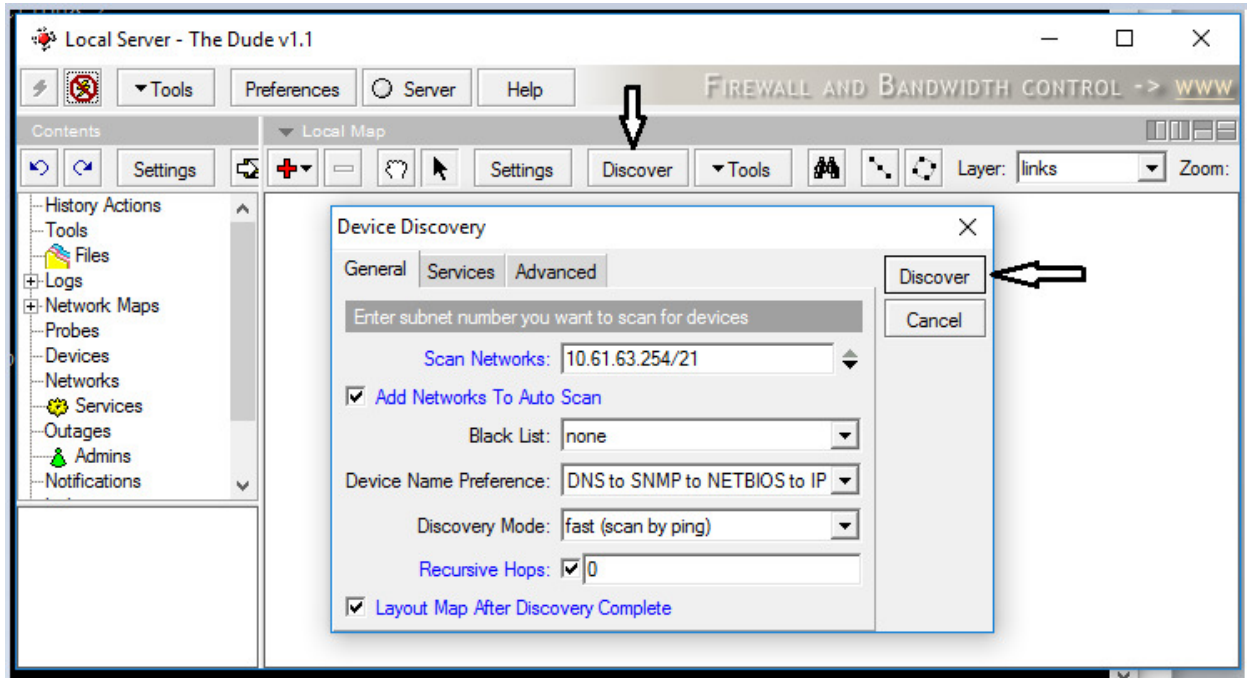 Local Server - The Dude v1.1
Tools Preferences Server Help FIREWALL AND BANDWIDTH CONTROL -> WWW
Contents
Local Map
Settings
Settings Discover Tools Layer: links Zoom:
History Actions
Tools
Files
Logs
Network Maps
Probes
Devices
Networks
Services
Outages
Admins
Notifications
Device Discovery
General Services Advanced
Discover
Cancel
Enter subnet number you want to scan for devices
Scan Networks: 10.61.63.254/21
Add Networks To Auto Scan
Black List: none
Device Name Preference: DNS to SNMP to NETBIOS to IP
Discovery Mode: fast (scan by ping)
Recursive Hops: 0
Layout Map After Discovery Complete